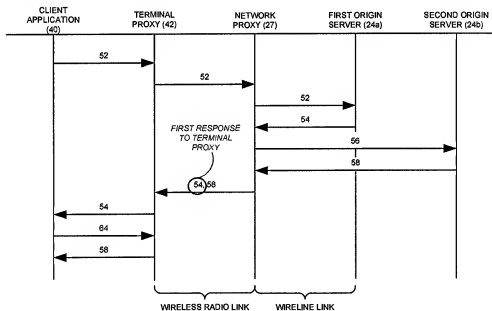 CLIENT
APPLICATION
(40)
TERMINAL
PROXY (42)
NETWORK
PROXY (27)
FIRST ORIGIN
SERVER (24a)
SECOND ORIGIN
SERVER (24b)
52
52
52
54
FIRST RESPONSE
TO TERMINAL
PROXY
56
58
54,58
54
64
58
WIRELESS RADIO LINK
WIRELINE LINK